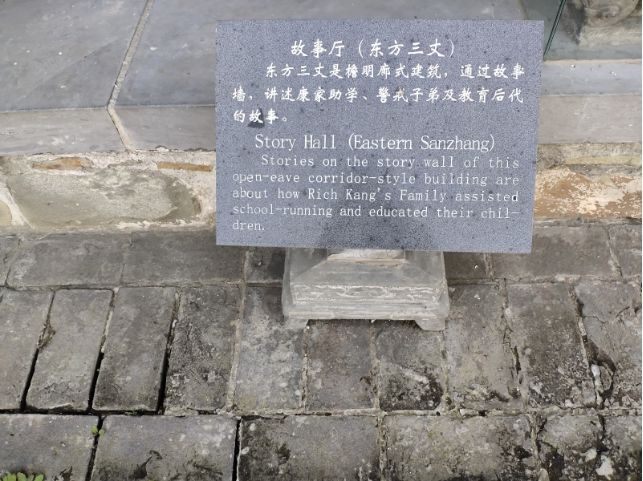 故事厅（东方三丈）
东方三丈是檐明廊式建筑，通过故事
墙，讲述康家助学、警戒子弟及教育后代
的故事。
Story Hall (Eastern Sanzhang)
Stories on the story wall of this
open-eave corridor-style building are
about how Rich Kang's Family assisted
school-running and educated their chil-
dren.